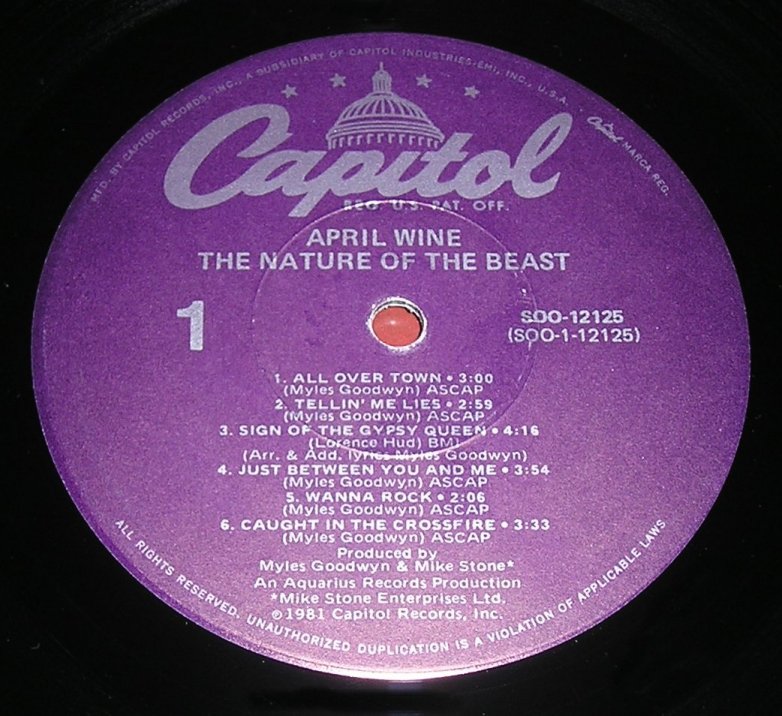 MFD. BY CAPITOL RECORDS, INC., A SUBSIDIARY OF CAPITOL INDUSTRIES-EMI, INC., U.S.A.
Capitol MARCA REG.
Capitol
REG. U.S. PAT. OFF.
APRIL WINE
THE NATURE OF THE BEAST
1
SOO-12125
(SOO-1-12125)
1. ALL OVER TOWN • 3:00
(Myles Goodwyn) ASCAP
2. TELLIN' ME LIES • 2:59
(Myles Goodwyn) ASCAP
3. SIGN OF THE GYPSY QUEEN • 4:16
(Lorence Hud) BMI
(Arr. & Add. lyrics Myles Goodwyn)
4. JUST BETWEEN YOU AND ME • 3:54
(Myles Goodwyn) ASCAP
5. WANNA ROCK • 2:06
(Myles Goodwyn) ASCAP
6. CAUGHT IN THE CROSSFIRE • 3:33
(Myles Goodwyn) ASCAP
Produced by
Myles Goodwyn & Mike Stone*
An Aquarius Records Production
*Mike Stone Enterprises Ltd.
℗1981 Capitol Records, Inc.
ALL RIGHTS RESERVED. UNAUTHORIZED DUPLICATION IS A VIOLATION OF APPLICABLE LAWS